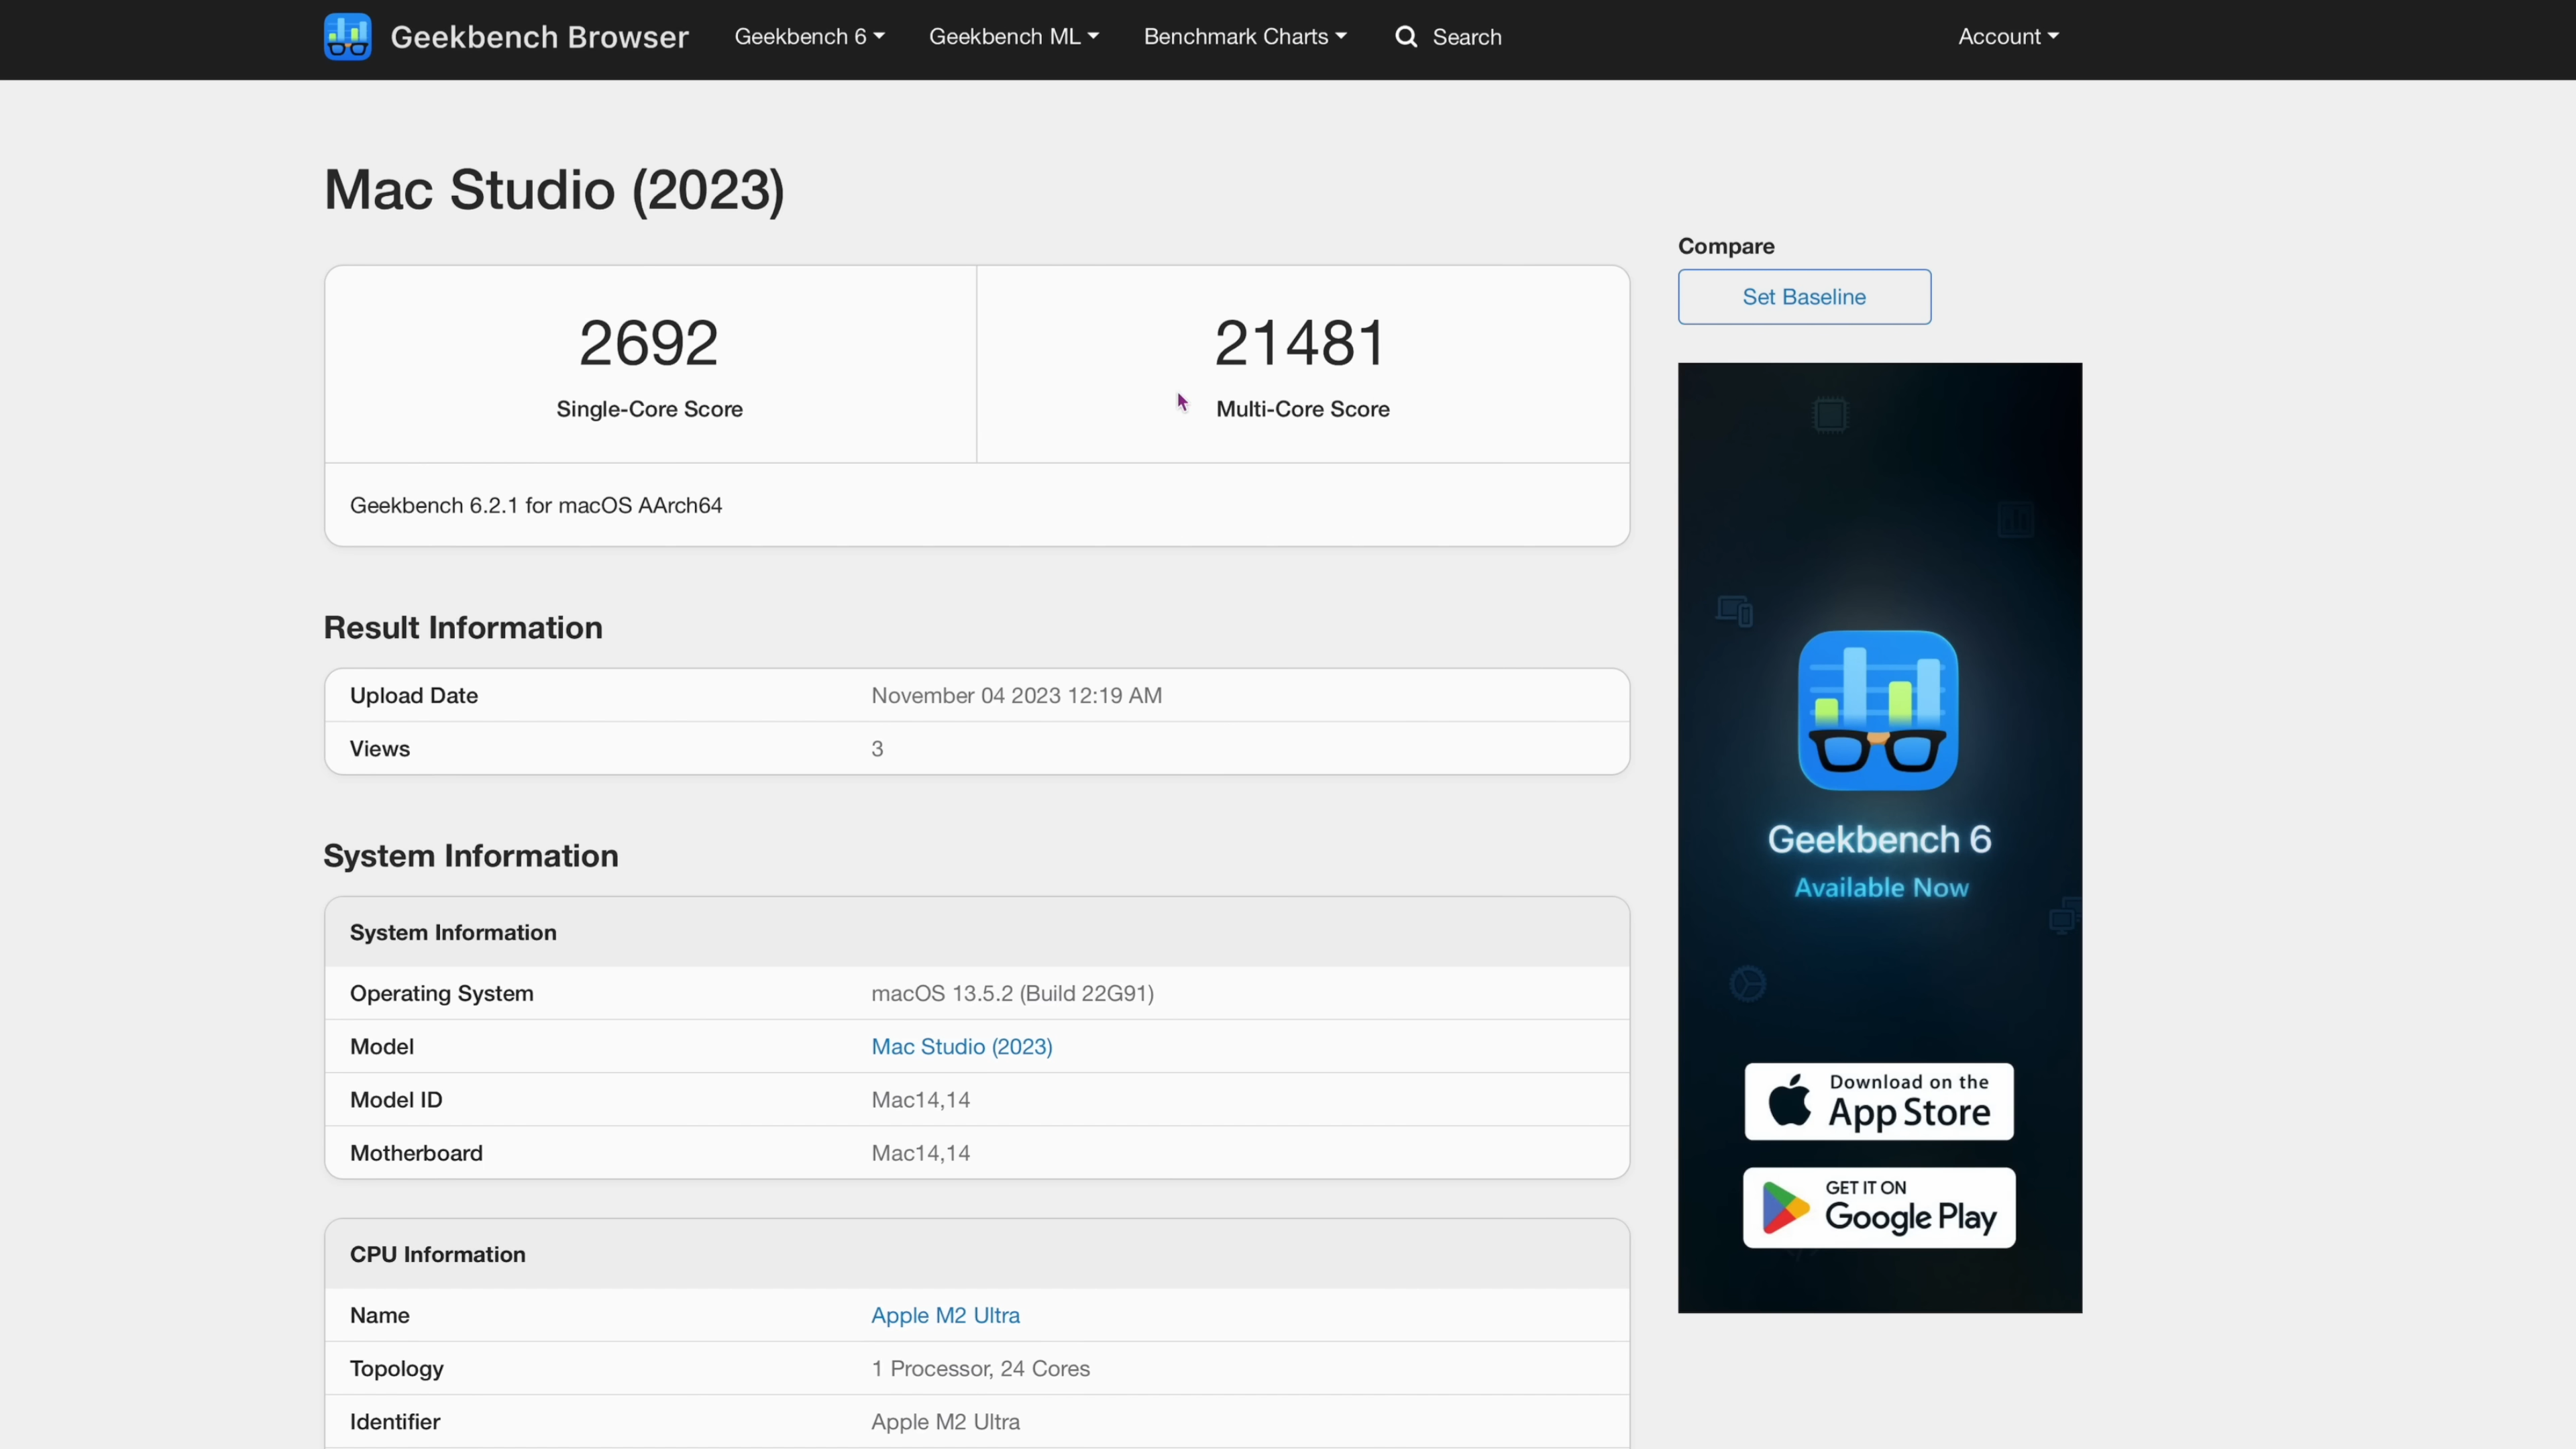 Geekbench Browser Geekbench 6 Geekbench ML Benchmark Charts Search Account
Mac Studio (2023)
Compare
Set Baseline
2692 21481
Single-Core Score Multi-Core Score
Geekbench 6.2.1 for macOS AArch64
Result Information
Upload Date November 04 2023 12:19 AM
Views 3
System Information
System Information
Operating System macOS 13.5.2 (Build 22G91)
Model Mac Studio (2023)
Model ID Mac14,14
Motherboard Mac14,14
CPU Information
Name Apple M2 Ultra
Topology 1 Processor, 24 Cores
Identifier Apple M2 Ultra
Geekbench 6
Available Now
Download on the
App Store
GET IT ON
Google Play